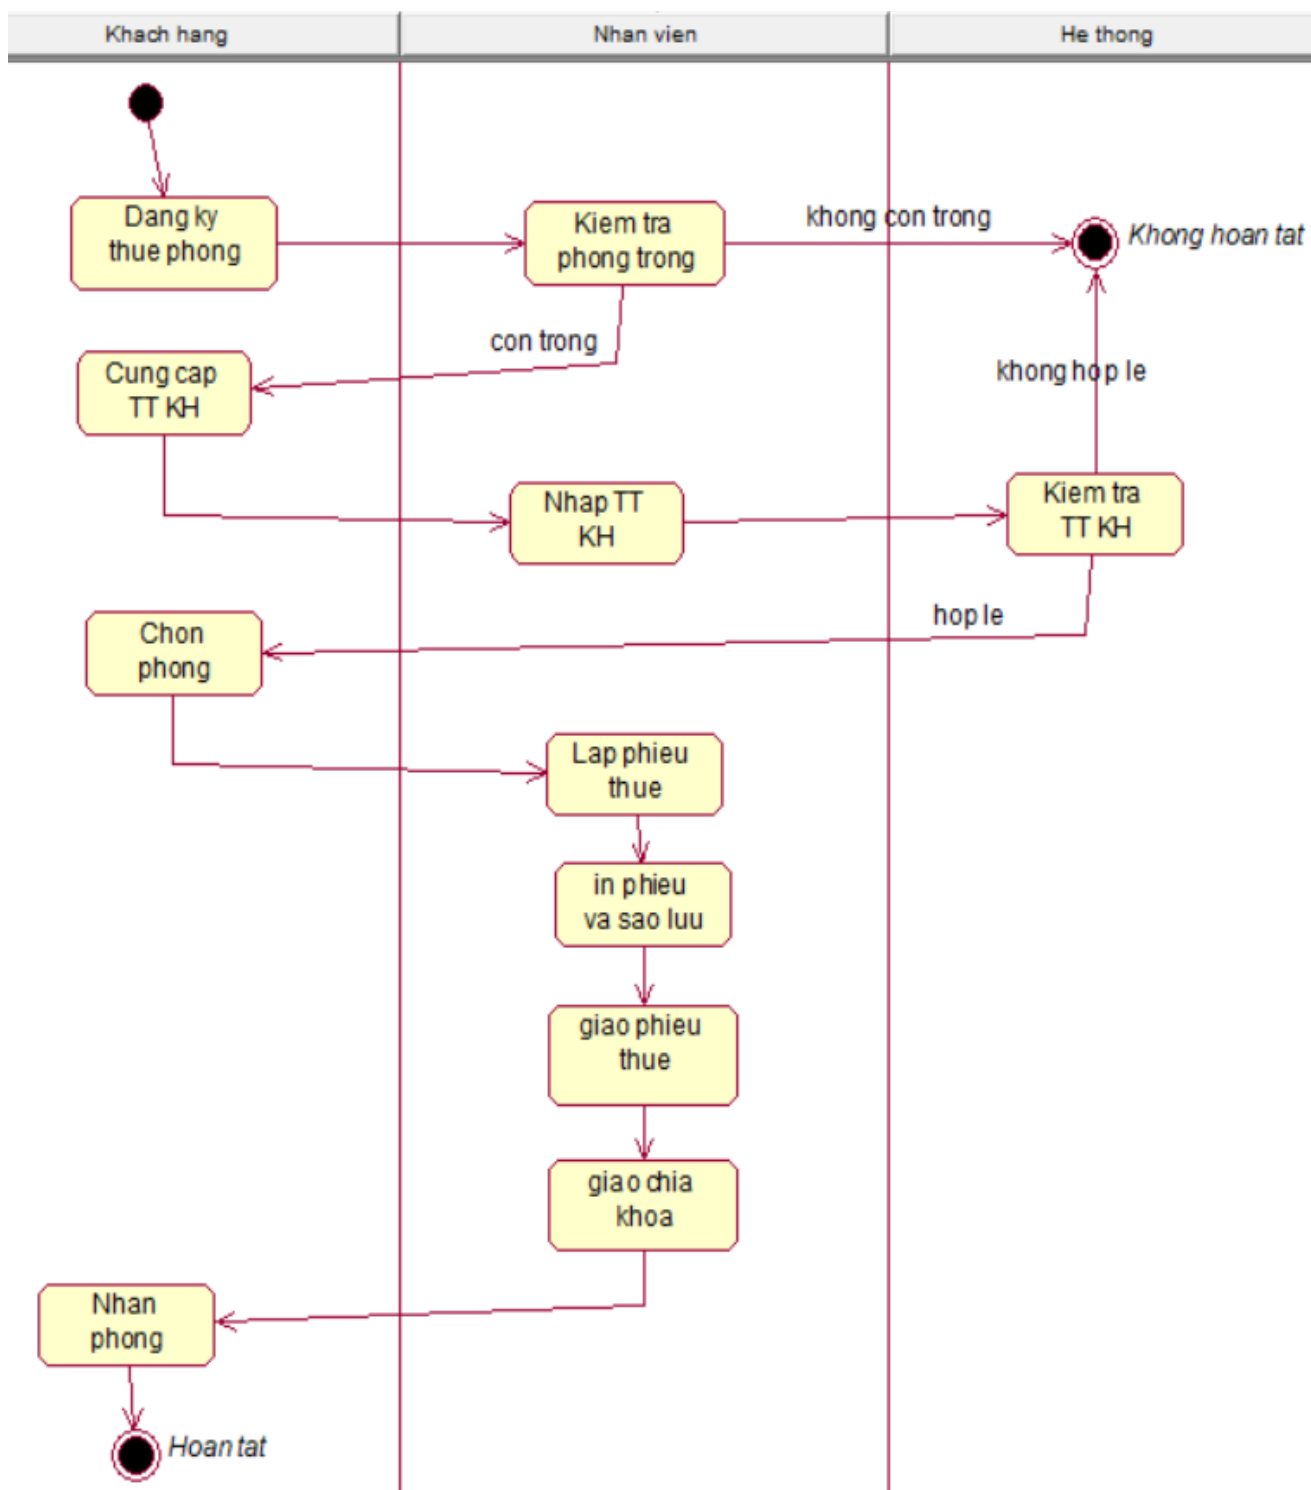 Khach hang
Nhan vien
He thong
Dang ky
thue phong
Kiem tra
phong trong
khong con trong
Khong hoan tat
con trong
Cung cap
TT KH
khong hop le
Nhap TT
KH
Kiem tra
TT KH
hop le
Chon
phong
Lap phieu
thue
in phieu
va sao luu
giao phieu
thue
giao chia
khoa
Nhan
phong
Hoan tat